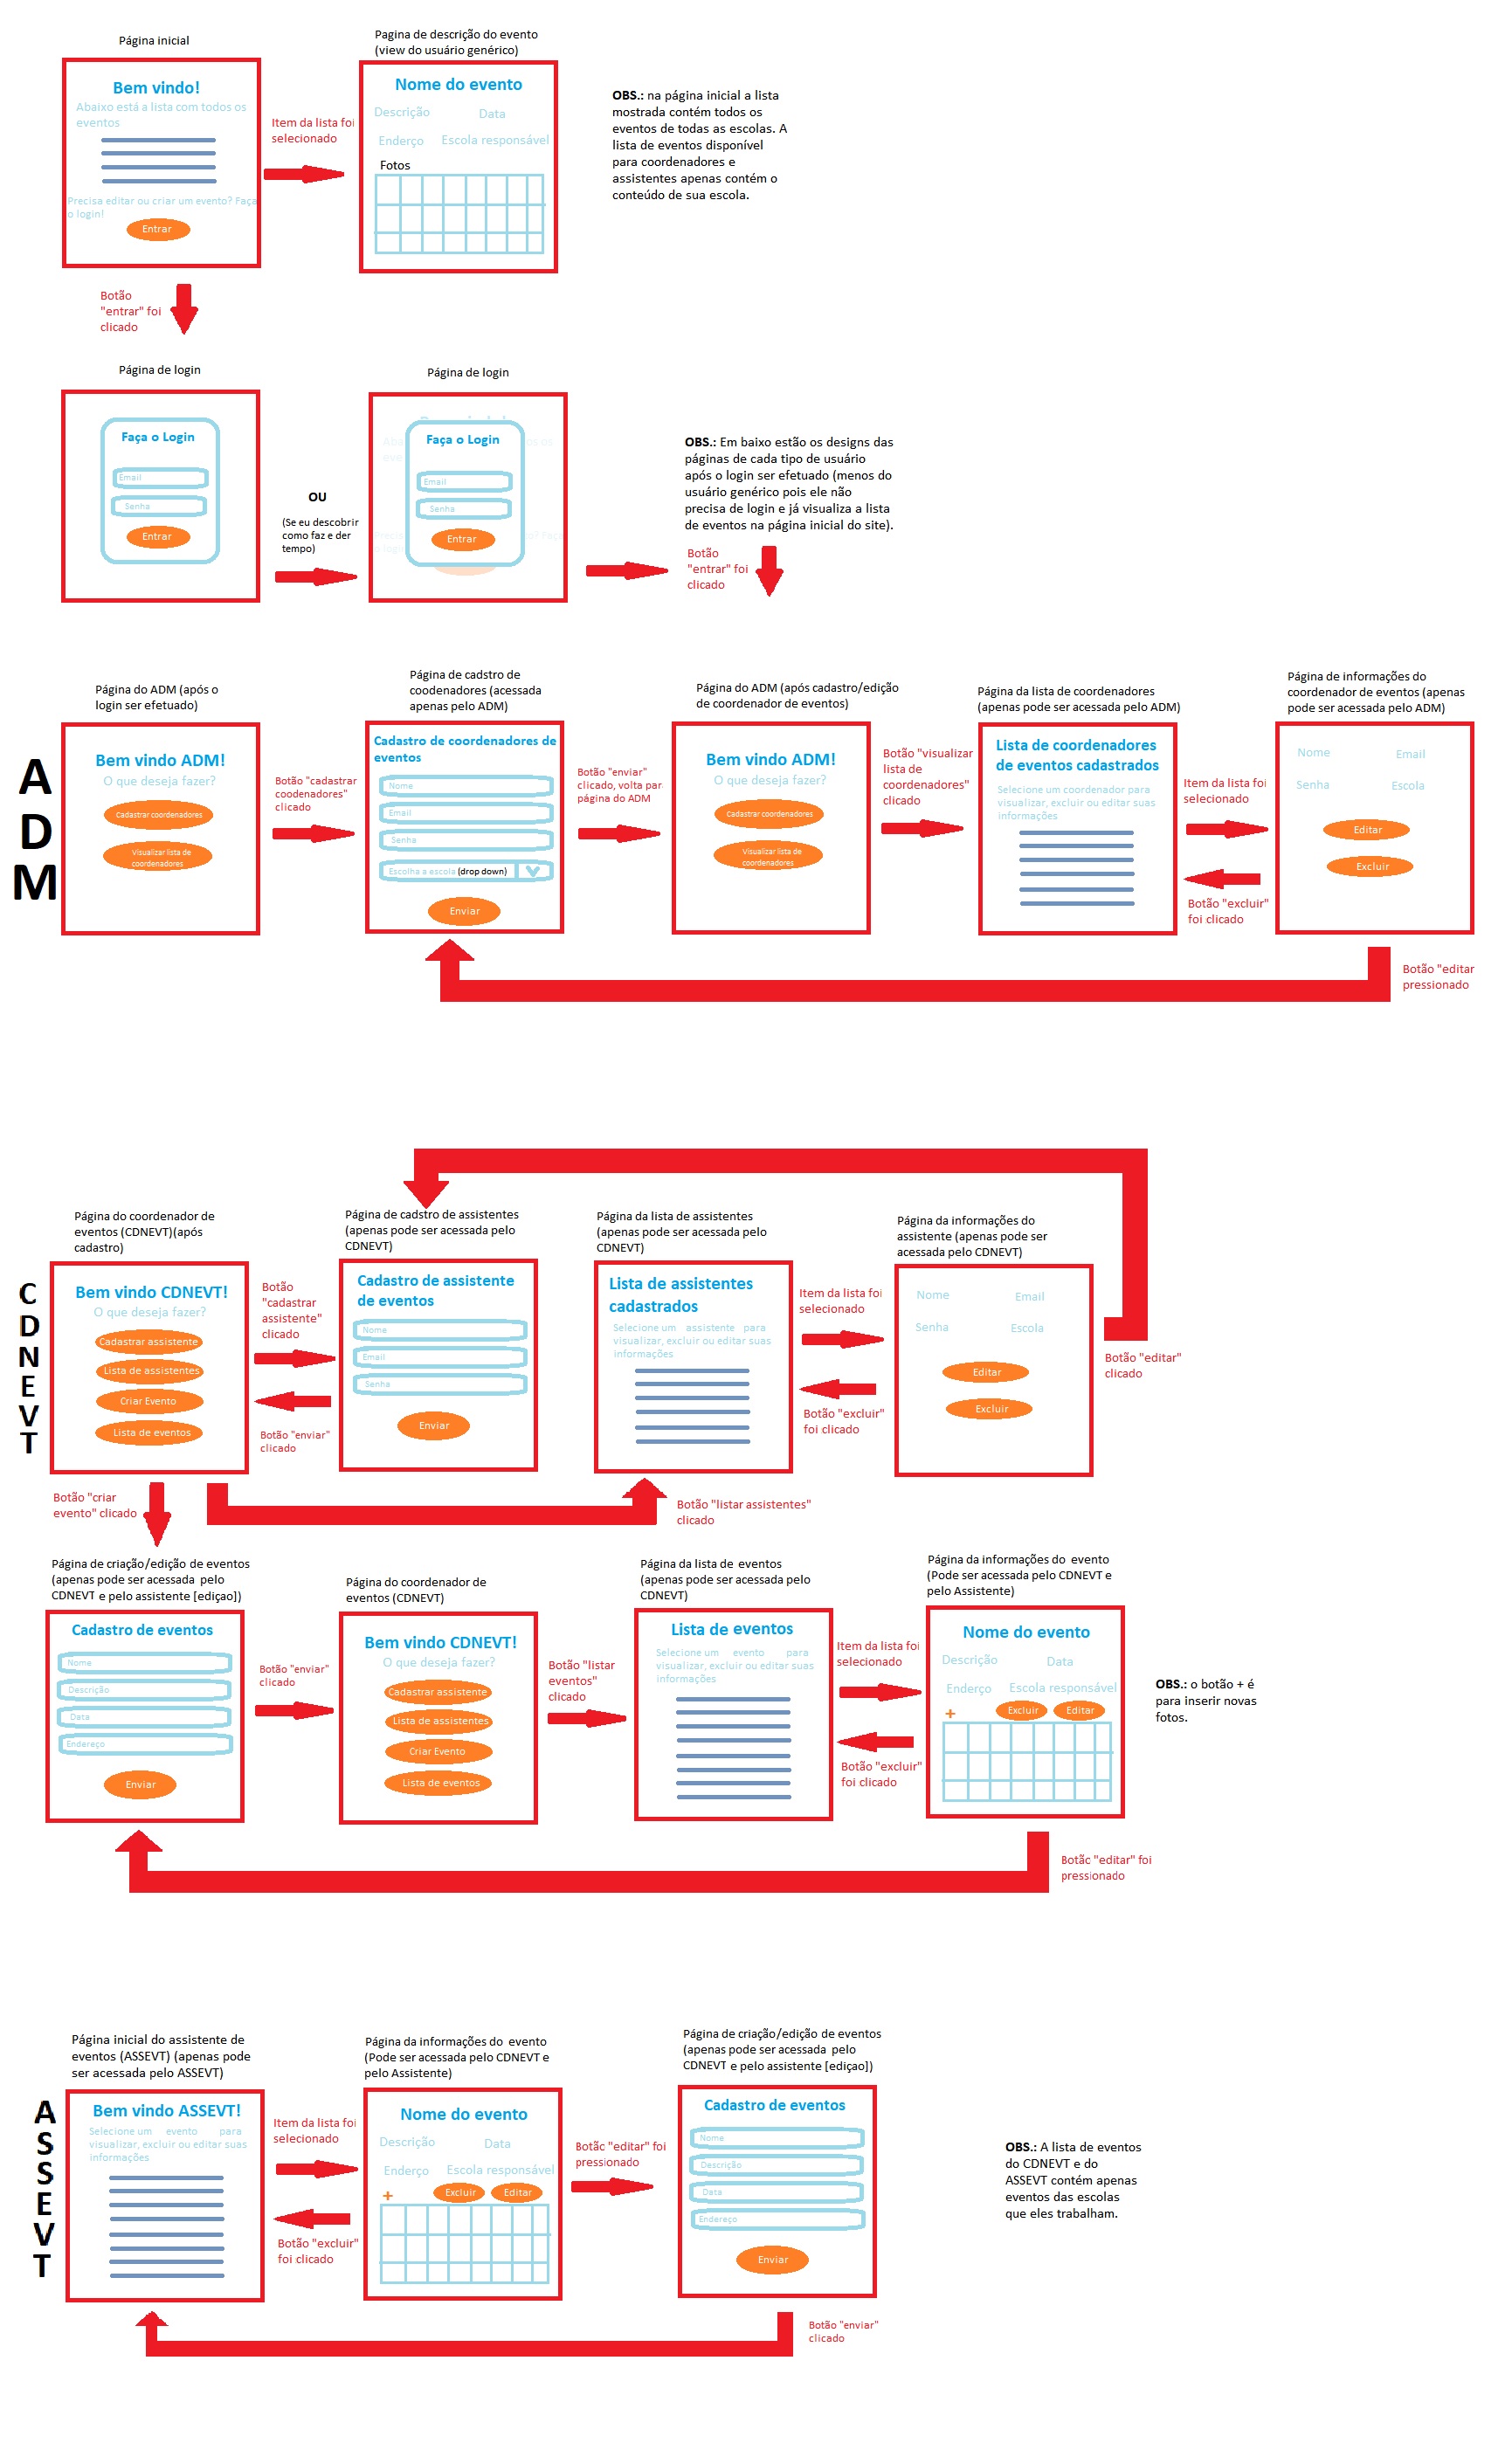 Página inicial
Bem vindo!
Abaixo está a lista com todos os
eventos
Precisa editar ou criar um evento? Faça
o login!
Entrar
Item da lista foi
selecionado
Pagina de descrição do evento
(view do usuário genérico)
Nome do evento
Descrição
Data
Enderço
Escola responsável
Fotos
OBS.: na página inicial a lista
mostrada contém todos os
eventos de todas as escolas. A
lista de eventos disponível
para coordenadores e
assistentes apenas contém o
conteúdo de sua escola.
Botão
"entrar" foi
clicado
Página de login
Faça o Login
Email
Senha
Entrar
OU
(Se eu descobrir
como faz e der
tempo)
Página de login
Faça o Login
Email
Senha
Entrar
OBS.: Em baixo estão os designs das
páginas de cada tipo de usuário
após o login ser efetuado (menos do
usuário genérico pois ele não
precisa de login e já visualiza a lista
de eventos na página inicial do site).
Botão
"entrar" foi
clicado
ADM
Página do ADM (após o
login ser efetuado)
Bem vindo ADM!
O que deseja fazer?
Cadastrar coordenadores
Visualizar lista de
coordenadores
Botão "cadastrar
coodenadores"
clicado
Página de cadstro de
coodenadores (acessada
apenas pelo ADM)
Cadastro de coordenadores de
eventos
Nome
Email
Senha
Escolha a escola (drop down)
Enviar
Botão "enviar"
clicado, volta par
página do ADM
Página do ADM (após cadastro/edição
de coordenador de eventos)
Bem vindo ADM!
O que deseja fazer?
Cadastrar coordenadores
Visualizar lista de
coordenadores
Botão "visualizar
lista de
coordenadores"
clicado
Página da lista de coordenadores
(apenas pode ser acessada pelo ADM)
Lista de coordenadores
de eventos cadastrados
Selecione um coordenador para
visualizar, excluir ou editar suas
informações
Item da lista foi
selecionado
Botão "excluir"
foi clicado
Página de informações do
coordenador de eventos (apenas
pode ser acessada pelo ADM)
Nome
Email
Senha
Escola
Editar
Excluir
Botão "editar
pressionado
CDNEVT
Página do coordenador de
eventos (CDNEVT)(após
cadastro)
Bem vindo CDNEVT!
O que deseja fazer?
Cadastrar assistente
Lista de assistentes
Criar Evento
Lista de eventos
Botão
"cadastrar
assistente"
clicado
Botão "enviar"
clicado
Página de cadstro de assistentes
(apenas pode ser acessada pelo
CDNEVT)
Cadastro de assistente
de eventos
Nome
Email
Senha
Enviar
Página da lista de assistentes
(apenas pode ser acessada pelo
CDNEVT)
Lista de assistentes
cadastrados
Selecione um assistente para
visualizar, excluir ou editar suas
informações
Item da lista foi
selecionado
Botão "excluir"
foi clicado
Página da informações do
assistente (apenas pode ser
acessada pelo CDNEVT)
Nome
Email
Senha
Escola
Editar
Excluir
Botão "editar"
clicado
Botão "criar
evento" clicado
Botão "listar assistentes"
clicado
Página de criação/edição de eventos
(apenas pode ser acessada pelo
CDNEVT e pelo assistente [ediçao])
Cadastro de eventos
Nome
Descrição
Data
Endereço
Enviar
Botão "enviar"
clicado
Página do coordenador de
eventos (CDNEVT)
Bem vindo CDNEVT!
O que deseja fazer?
Cadastrar assistente
Lista de assistentes
Criar Evento
Lista de eventos
Botão "listar
eventos"
clicado
Página da lista de eventos
(apenas pode ser acessada pelo
CDNEVT)
Lista de eventos
Selecione um evento para
visualizar, excluir ou editar suas
informações
Item da lista foi
selecionado
Botão "excluir"
foi clicado
Página da informações do evento
(Pode ser acessada pelo CDNEVT e
pelo Assistente)
Nome do evento
Descrição
Data
Enderço
Escola responsável
+
Excluir
Editar
OBS.: o botão + é
para inserir novas
fotos.
Botãc "editar" foi
pressionado
ASSEVT
Página inicial do assistente de
eventos (ASSEVT) (apenas pode
ser acessada pelo ASSEVT)
Bem vindo ASSEVT!
Selecione um evento para
visualizar, excluir ou editar suas
informações
Item da lista foi
selecionado
Botão "excluir"
foi clicado
Página da informações do evento
(Pode ser acessada pelo CDNEVT e
pelo Assistente)
Nome do evento
Descrição
Data
Enderço
Escola responsável
+
Excluir
Editar
Botãc "editar" foi
pressionado
Página de criação/edição de eventos
(apenas pode ser acessada pelo
CDNEVT e pelo assistente [ediçao])
Cadastro de eventos
Nome
Descrição
Data
Endereço
Enviar
OBS.: A lista de eventos
do CDNEVT e do
ASSEVT contém apenas
eventos das escolas
que eles trabalham.
Botão "enviar"
clicado